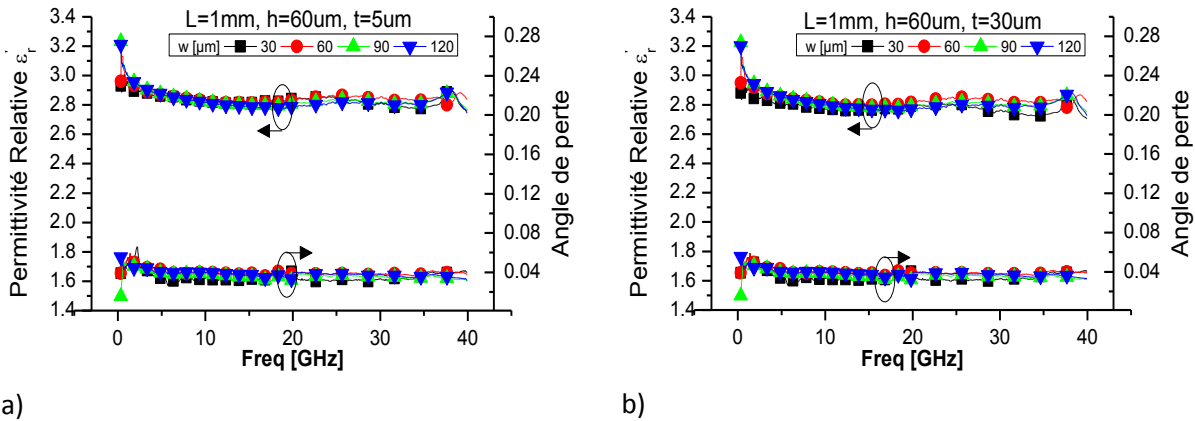 L=1mm, h=60um, t=5um
w [µm] 30 60 90 120
3.4
3.2
3.0
2.8
2.6
2.4
2.2
2.0
1.8
1.6
1.4
Permittivité Relative ε'r
0.28
0.24
0.20
0.16
0.12
0.08
0.04
Angle de perte
0 10 20 30 40
Freq [GHz]
a)
L=1mm, h=60um, t=30um
w [µm] 30 60 90 120
3.4
3.2
3.0
2.8
2.6
2.4
2.2
2.0
1.8
1.6
1.4
Permittivité Relative ε'r
0.28
0.24
0.20
0.16
0.12
0.08
0.04
Angle de perte
0 10 20 30 40
Freq [GHz]
b)